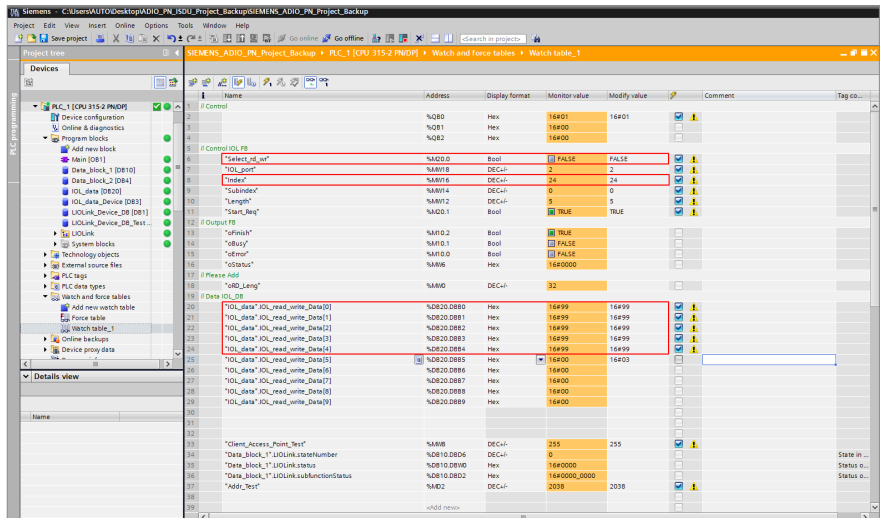 Siemens - C:\Users\AUTO\Desktop\ADIO_PN_ISDU_Project_Backup\SIEMENS_ADIO_PN_Project_Backup
Project Edit View Insert Online Options Tools Window Help
Save project Go online Go offline <Search in project>
Project tree SIEMENS_ADIO_PN_Project_Backup PLC_1 [CPU 315-2 PN/DP] Watch and force tables Watch table_1
Devices
PLC programming
PLC_1 [CPU 315-2 PN/DP]
Device configuration
Online & diagnostics
Program blocks
Add new block
Main [OB1]
Data_block_1 [DB10]
Data_block_2 [DB4]
IOL_data [DB20]
IOL_data_Device [DB3]
LIOLink_Device_DB [DB1]
LIOLink_Device_DB_Test ...
LIOLink
System blocks
Technology objects
External source files
PLC tags
PLC data types
Watch and force tables
Add new watch table
Force table
Watch table_1
Online backups
Device proxy data
Details view
Name
i Name Address Display format Monitor value Modify value Comment Tag co...
1 // Control
2 %QB0 Hex 16#01 16#01
3 %QB1 Hex 16#00
4 %QB2 Hex 16#00
5 // Control IOL FB
6 "Select_rd_wr" %M20.0 Bool FALSE FALSE
7 "IOL_port" %MW18 DEC+/- 2 2
8 "Index" %MW16 DEC+/- 24 24
9 "Subindex" %MW14 DEC+/- 0 0
10 "Length" %MW12 DEC+/- 5 5
11 "Start_Req" %M20.1 Bool TRUE TRUE
12 // Output FB
13 "oFinish" %M10.2 Bool TRUE
14 "oBusy" %M10.1 Bool FALSE
15 "oError" %M10.0 Bool FALSE
16 "oStatus" %MW6 Hex 16#0000
17 // Please Add
18 "oRD_Leng" %MW0 DEC+/- 32
19 // Data IOL_DB
20 "IOL_data".IOL_read_write_Data[0] %DB20.DBB0 Hex 16#99 16#99
21 "IOL_data".IOL_read_write_Data[1] %DB20.DBB1 Hex 16#99 16#99
22 "IOL_data".IOL_read_write_Data[2] %DB20.DBB2 Hex 16#99 16#99
23 "IOL_data".IOL_read_write_Data[3] %DB20.DBB3 Hex 16#99 16#99
24 "IOL_data".IOL_read_write_Data[4] %DB20.DBB4 Hex 16#99 16#99
25 "IOL_data".IOL_read_write_Data[5] %DB20.DBB5 Hex 16#00 16#03
26 "IOL_data".IOL_read_write_Data[6] %DB20.DBB6 Hex 16#00
27 "IOL_data".IOL_read_write_Data[7] %DB20.DBB7 Hex 16#00
28 "IOL_data".IOL_read_write_Data[8] %DB20.DBB8 Hex 16#00
29 "IOL_data".IOL_read_write_Data[9] %DB20.DBB9 Hex 16#00
30
31
32
33 "Client_Access_Point_Test" %MW8 DEC+/- 255 255
34 "Data_block_1".LIOLink.stateNumber %DB10.DBD6 DEC+/- 0 State in ...
35 "Data_block_1".LIOLink.status %DB10.DBW0 Hex 16#0000 Status o...
36 "Data_block_1".LIOLink.subfunctionStatus %DB10.DBD2 Hex 16#0000_0000 Status o...
37 "Addr_Test" %MD2 DEC+/- 2038 2038
38
39 <Add new>